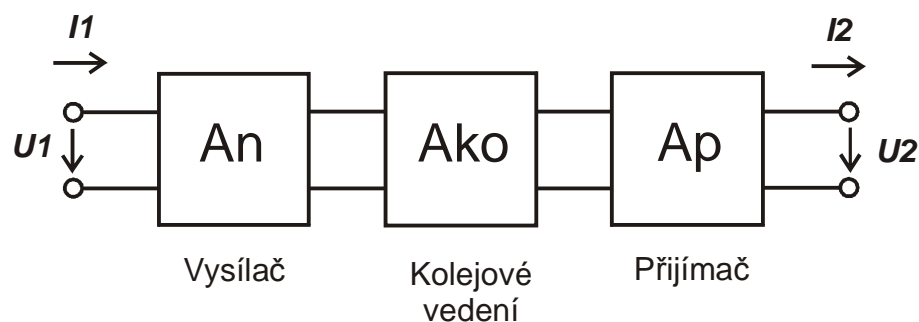 I1
I2
U1
An
Ako
Ap
U2
Vysílač
Kolejové
vedení
Přijímač